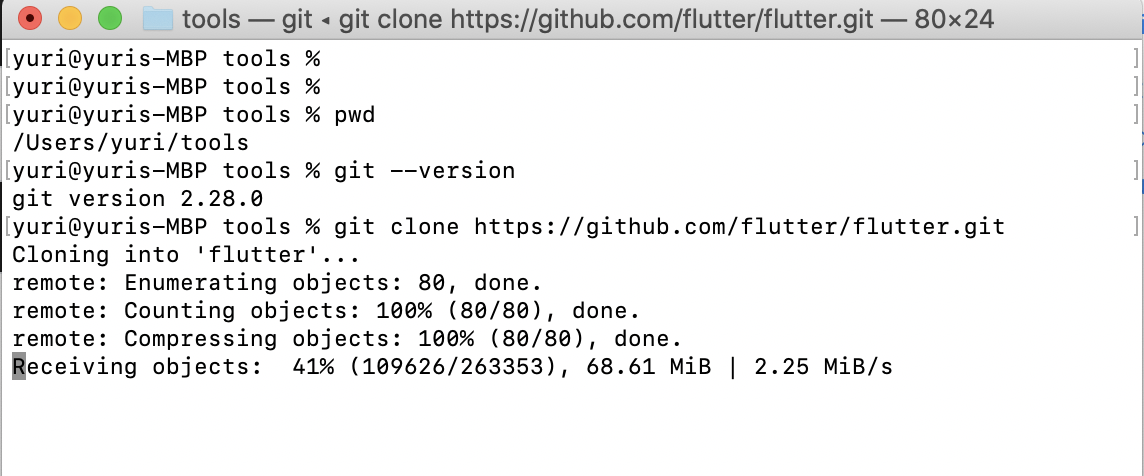 tools — git ◂ git clone https://github.com/flutter/flutter.git — 80×24
[yuri@yuris-MBP tools % ]
[yuri@yuris-MBP tools % ]
[yuri@yuris-MBP tools % pwd ]
/Users/yuri/tools
[yuri@yuris-MBP tools % git --version ]
git version 2.28.0
[yuri@yuris-MBP tools % git clone https://github.com/flutter/flutter.git ]
Cloning into 'flutter'...
remote: Enumerating objects: 80, done.
remote: Counting objects: 100% (80/80), done.
remote: Compressing objects: 100% (80/80), done.
Receiving objects:  41% (109626/263353), 68.61 MiB | 2.25 MiB/s